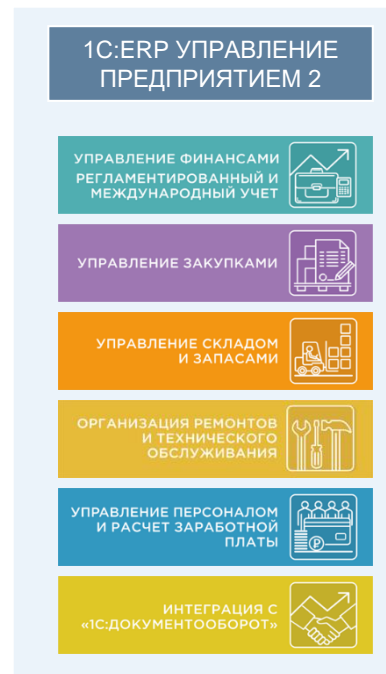 1С:ERP УПРАВЛЕНИЕ
ПРЕДПРИЯТИЕМ 2
УПРАВЛЕНИЕ ФИНАНСАМИ
РЕГЛАМЕНТИРОВАННЫЙ И
МЕЖДУНАРОДНЫЙ УЧЕТ
УПРАВЛЕНИЕ ЗАКУПКАМИ
УПРАВЛЕНИЕ СКЛАДОМ
И ЗАПАСАМИ
ОРГАНИЗАЦИЯ РЕМОНТОВ
И ТЕХНИЧЕСКОГО
ОБСЛУЖИВАНИЯ
УПРАВЛЕНИЕ ПЕРСОНАЛОМ
И РАСЧЕТ ЗАРАБОТНОЙ
ПЛАТЫ
ИНТЕГРАЦИЯ С
«1С:ДОКУМЕНТООБОРОТ»